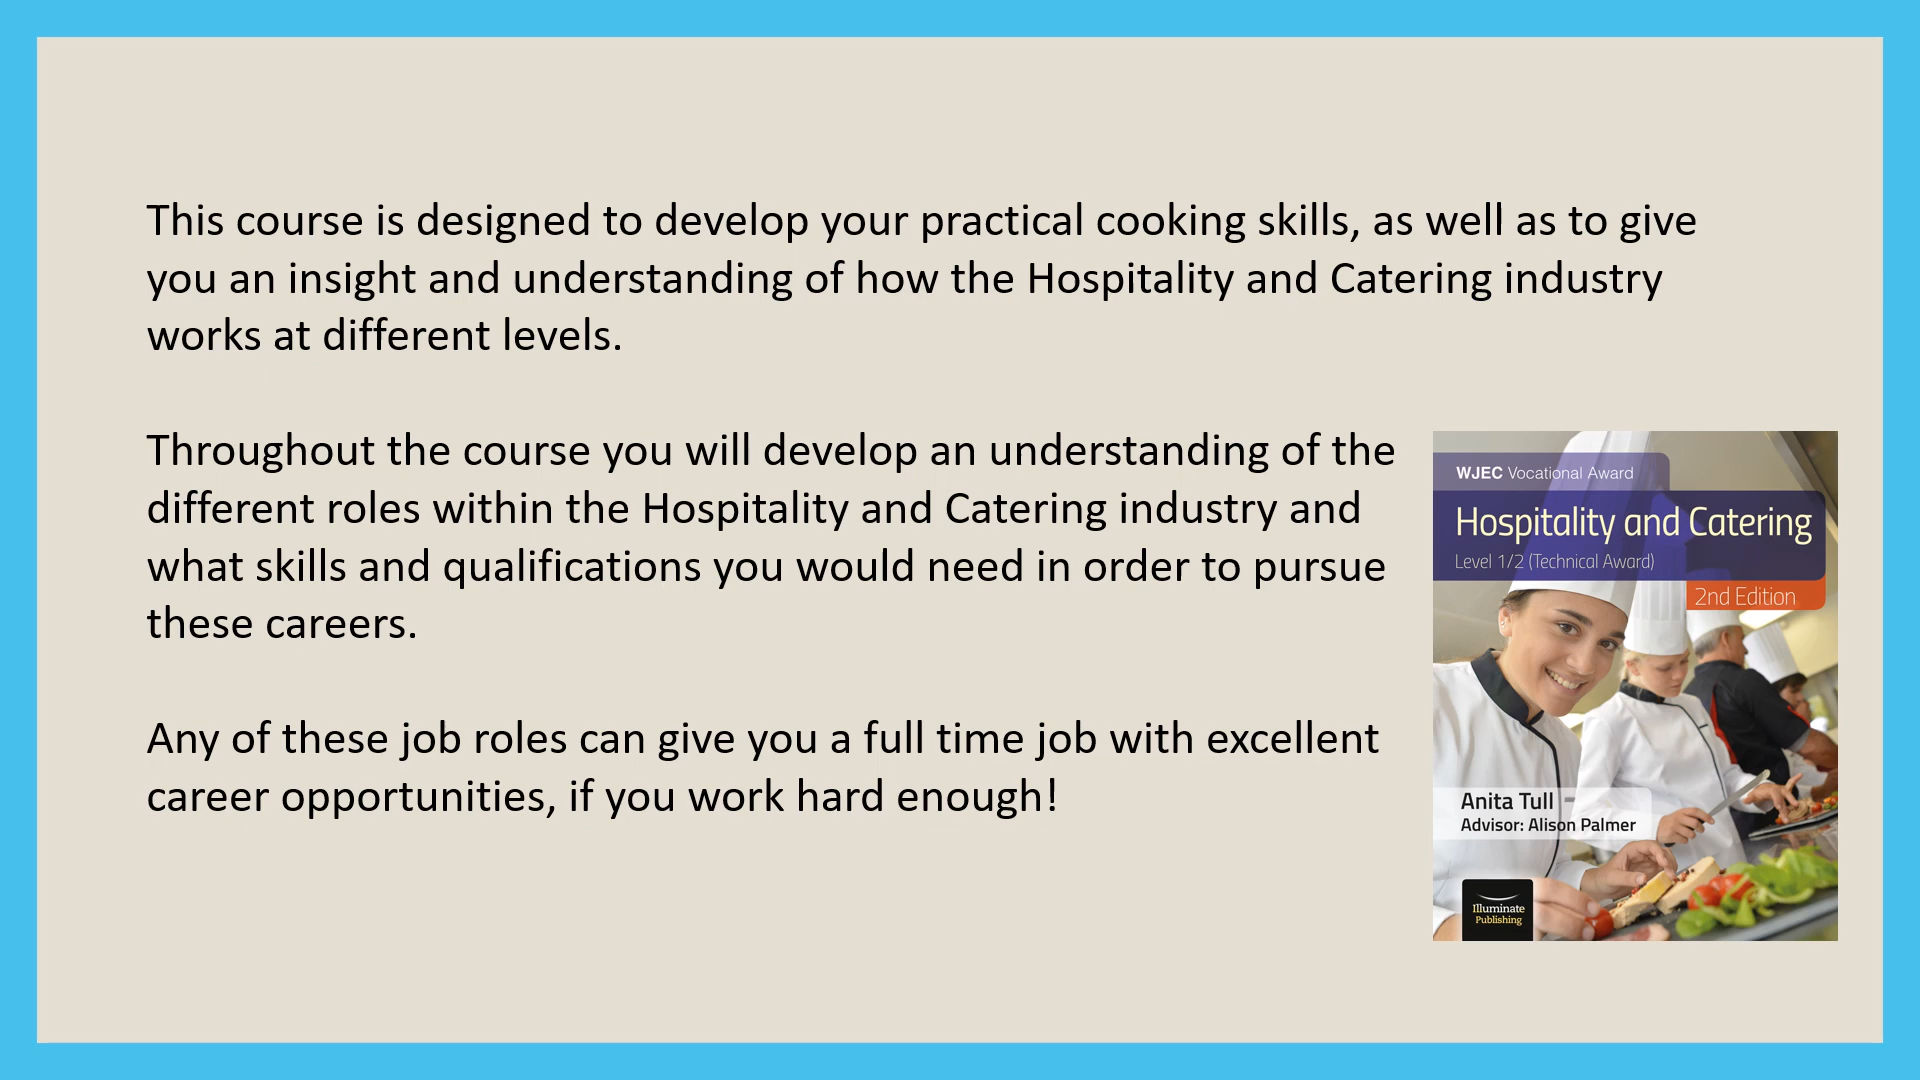 This course is designed to develop your practical cooking skills, as well as to give
you an insight and understanding of how the Hospitality and Catering industry
works at different levels.
Throughout the course you will develop an understanding of the
different roles within the Hospitality and Catering industry and
what skills and qualifications you would need in order to pursue
these careers.
Any of these job roles can give you a full time job with excellent
career opportunities, if you work hard enough!
WJEC Vocational Award
Hospitality and Catering
Level 1/2 (Technical Award)
2nd Edition
Anita Tull
Advisor: Alison Palmer
Illuminate
Publishing